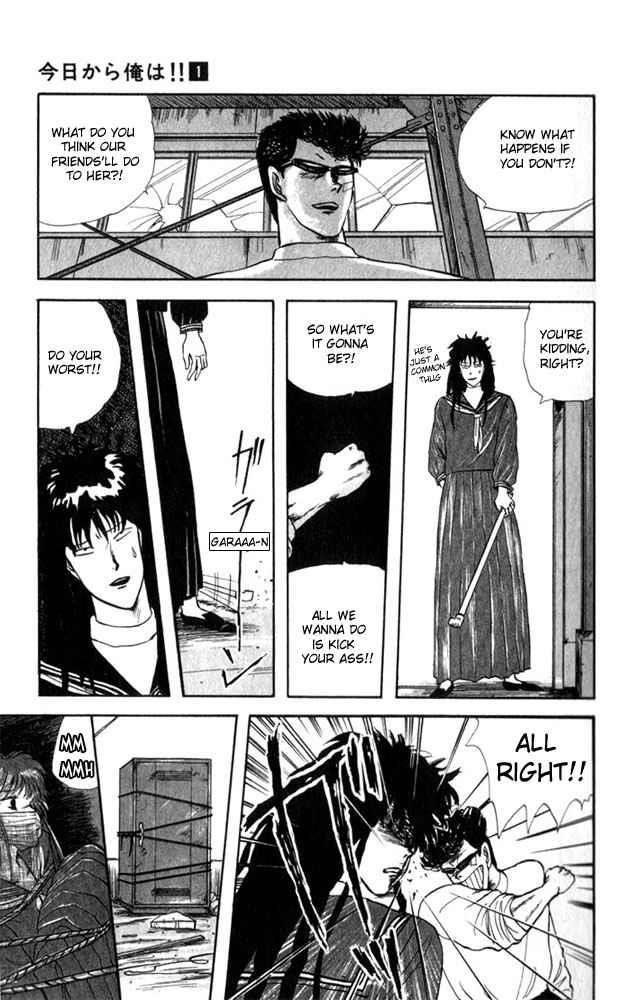 今日から俺は!! 1
KNOW WHAT
HAPPENS IF
YOU DON'T?!
WHAT DO YOU
THINK OUR
FRIENDS'LL DO
TO HER?!
YOU'RE
KIDDING,
RIGHT?
HE'S
JUST A
COMMON
THUG
SO WHAT'S
IT GONNA
BE?!
ALL WE
WANNA DO
IS KICK
YOUR ASS!!
ガラン
GARAAA-N
DO YOUR
WORST!!
ALL
RIGHT!!
MM
MMH